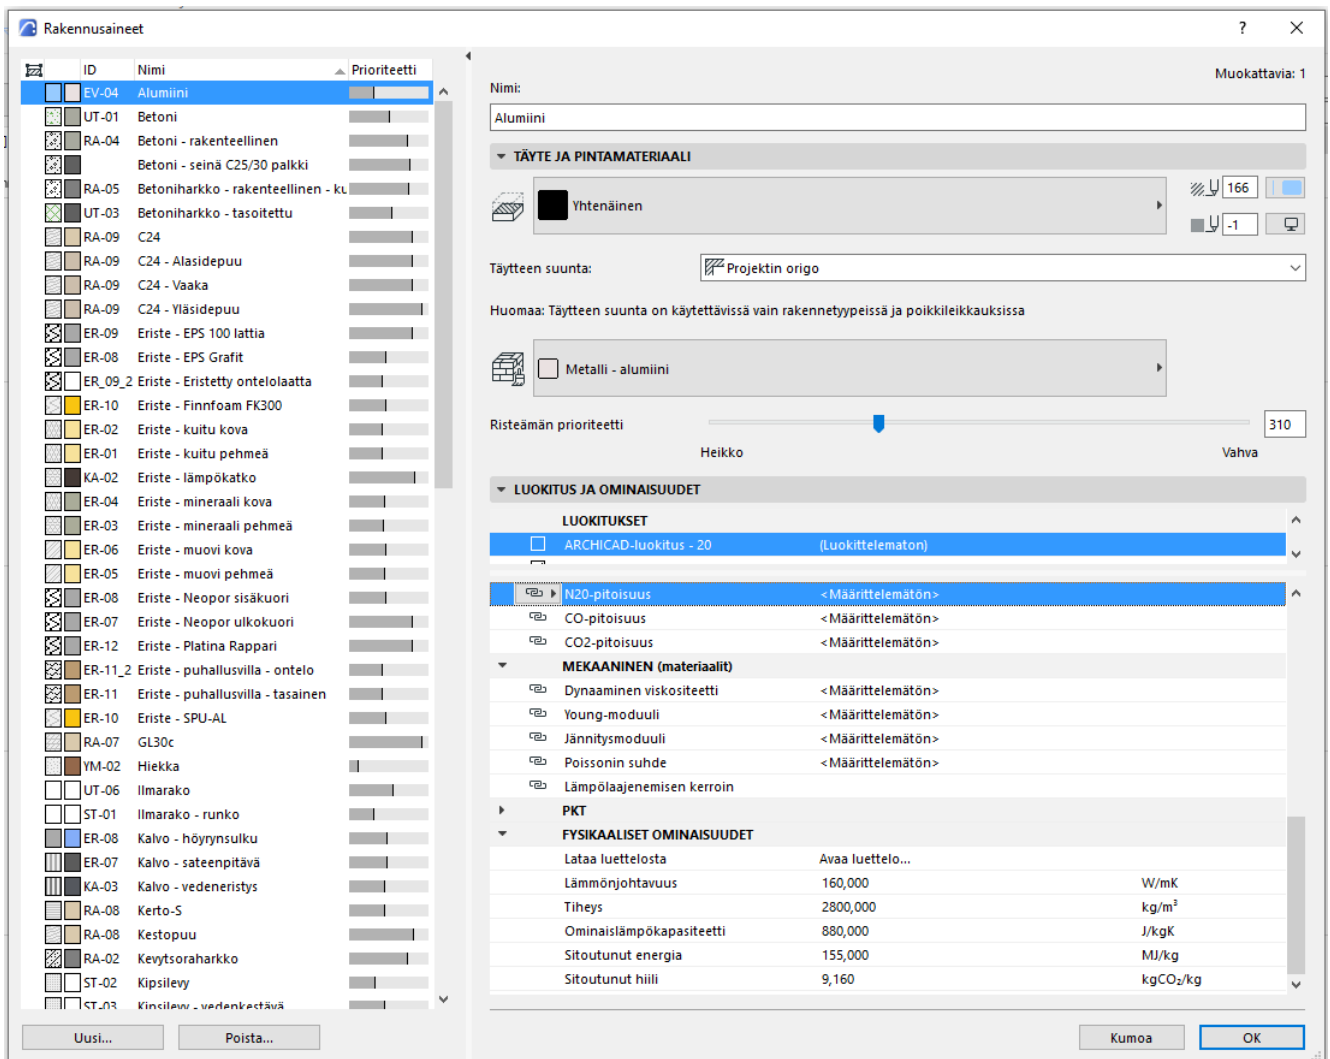 Rakennusaineet
? ×
ID Nimi Prioriteetti
EV-04 Alumiini
UT-01 Betoni
RA-04 Betoni - rakenteellinen
Betoni - seinä C25/30 palkki
RA-05 Betoniharkko - rakenteellinen - ku
UT-03 Betoniharkko - tasoitettu
RA-09 C24
RA-09 C24 - Alasidepuu
RA-09 C24 - Vaaka
RA-09 C24 - Yläsidepuu
ER-09 Eriste - EPS 100 lattia
ER-08 Eriste - EPS Grafit
ER_09_2 Eriste - Eristetty ontelolaatta
ER-10 Eriste - Finnfoam FK300
ER-02 Eriste - kuitu kova
ER-01 Eriste - kuitu pehmeä
KA-02 Eriste - lämpökatko
ER-04 Eriste - mineraali kova
ER-03 Eriste - mineraali pehmeä
ER-06 Eriste - muovi kova
ER-05 Eriste - muovi pehmeä
ER-08 Eriste - Neopor sisäkuori
ER-07 Eriste - Neopor ulkokuori
ER-12 Eriste - Platina Rappari
ER-11_2 Eriste - puhallusvilla - ontelo
ER-11 Eriste - puhallusvilla - tasainen
ER-10 Eriste - SPU-AL
RA-07 GL30c
YM-02 Hiekka
UT-06 Ilmarako
ST-01 Ilmarako - runko
ER-08 Kalvo - höyrynsulku
ER-07 Kalvo - sateenpitävä
KA-03 Kalvo - vedeneristys
RA-08 Kerto-S
RA-08 Kestopuu
RA-02 Kevytsoraharkko
ST-02 Kipsilevy
ST-03 Kipsilevy - vedenkestävä
Uusi...
Poista...
Muokattavia: 1
Nimi:
Alumiini
TÄYTE JA PINTAMATERIAALI
Yhtenäinen
166
-1
Täytteen suunta:
Projektin origo
Huomaa: Täytteen suunta on käytettävissä vain rakennetyypeissä ja poikkileikkauksissa
Metalli - alumiini
Risteämän prioriteetti
310
Heikko
Vahva
LUOKITUS JA OMINAISUUDET
LUOKITUKSET
ARCHICAD-luokitus - 20 (Luokittelematon)
N20-pitoisuus <Määrittelemätön>
CO-pitoisuus <Määrittelemätön>
CO2-pitoisuus <Määrittelemätön>
MEKAANINEN (materiaalit)
Dynaaminen viskositeetti <Määrittelemätön>
Young-moduuli <Määrittelemätön>
Jännitysmoduuli <Määrittelemätön>
Poissonin suhde <Määrittelemätön>
Lämpölaajenemisen kerroin
PKT
FYSIKAALISET OMINAISUUDET
Lataa luettelosta Avaa luettelo...
Lämmönjohtavuus 160,000 W/mK
Tiheys 2800,000 kg/m³
Ominaislämpökapasiteetti 880,000 J/kgK
Sitoutunut energia 155,000 MJ/kg
Sitoutunut hiili 9,160 kgCO₂/kg
Kumoa
OK